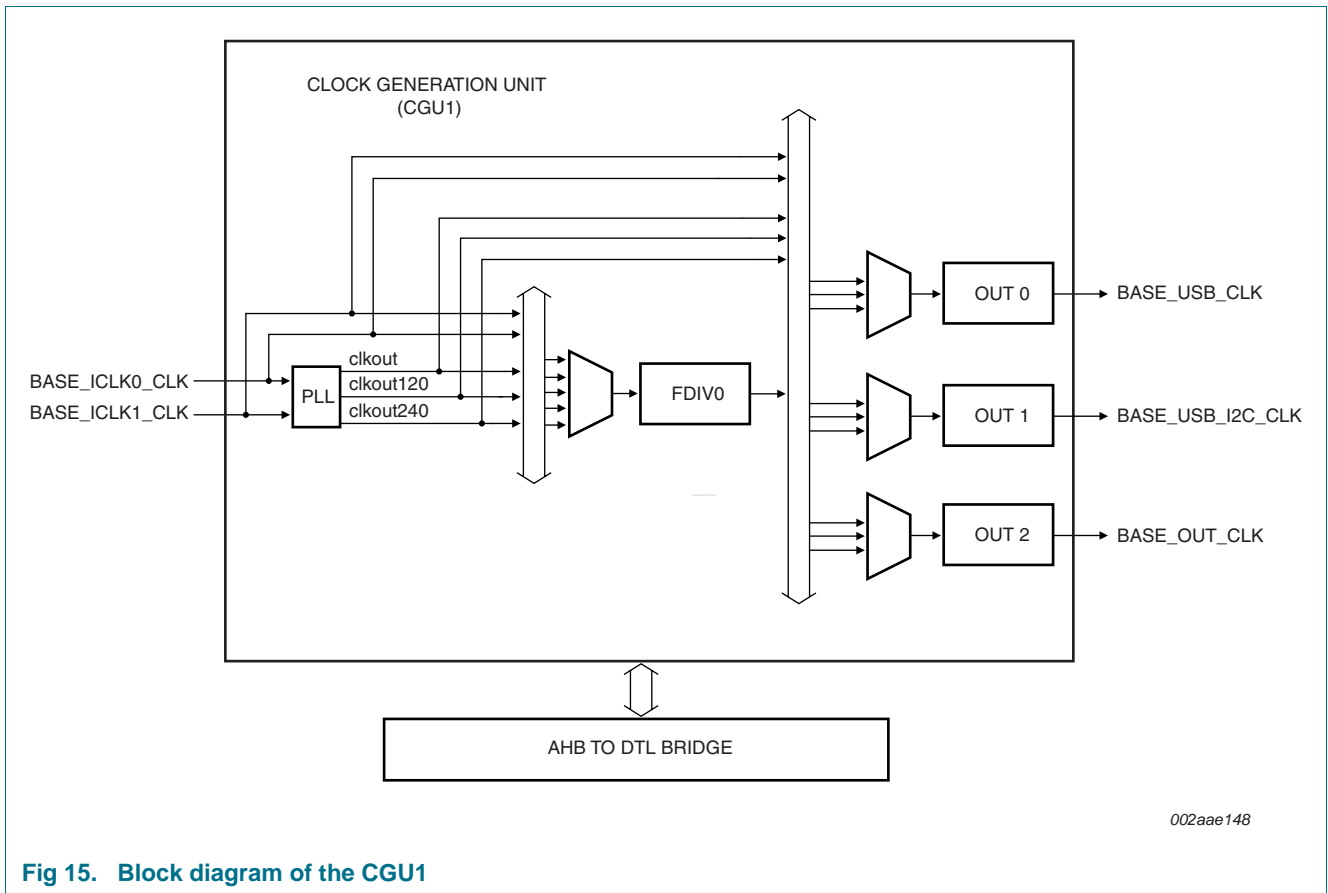 CLOCK GENERATION UNIT
(CGU1)
BASE_ICLK0_CLK
BASE_ICLK1_CLK
PLL
clkout
clkout120
clkout240
FDIV0
OUT 0
BASE_USB_CLK
OUT 1
BASE_USB_I2C_CLK
OUT 2
BASE_OUT_CLK
AHB TO DTL BRIDGE
002aae148
Fig 15. Block diagram of the CGU1